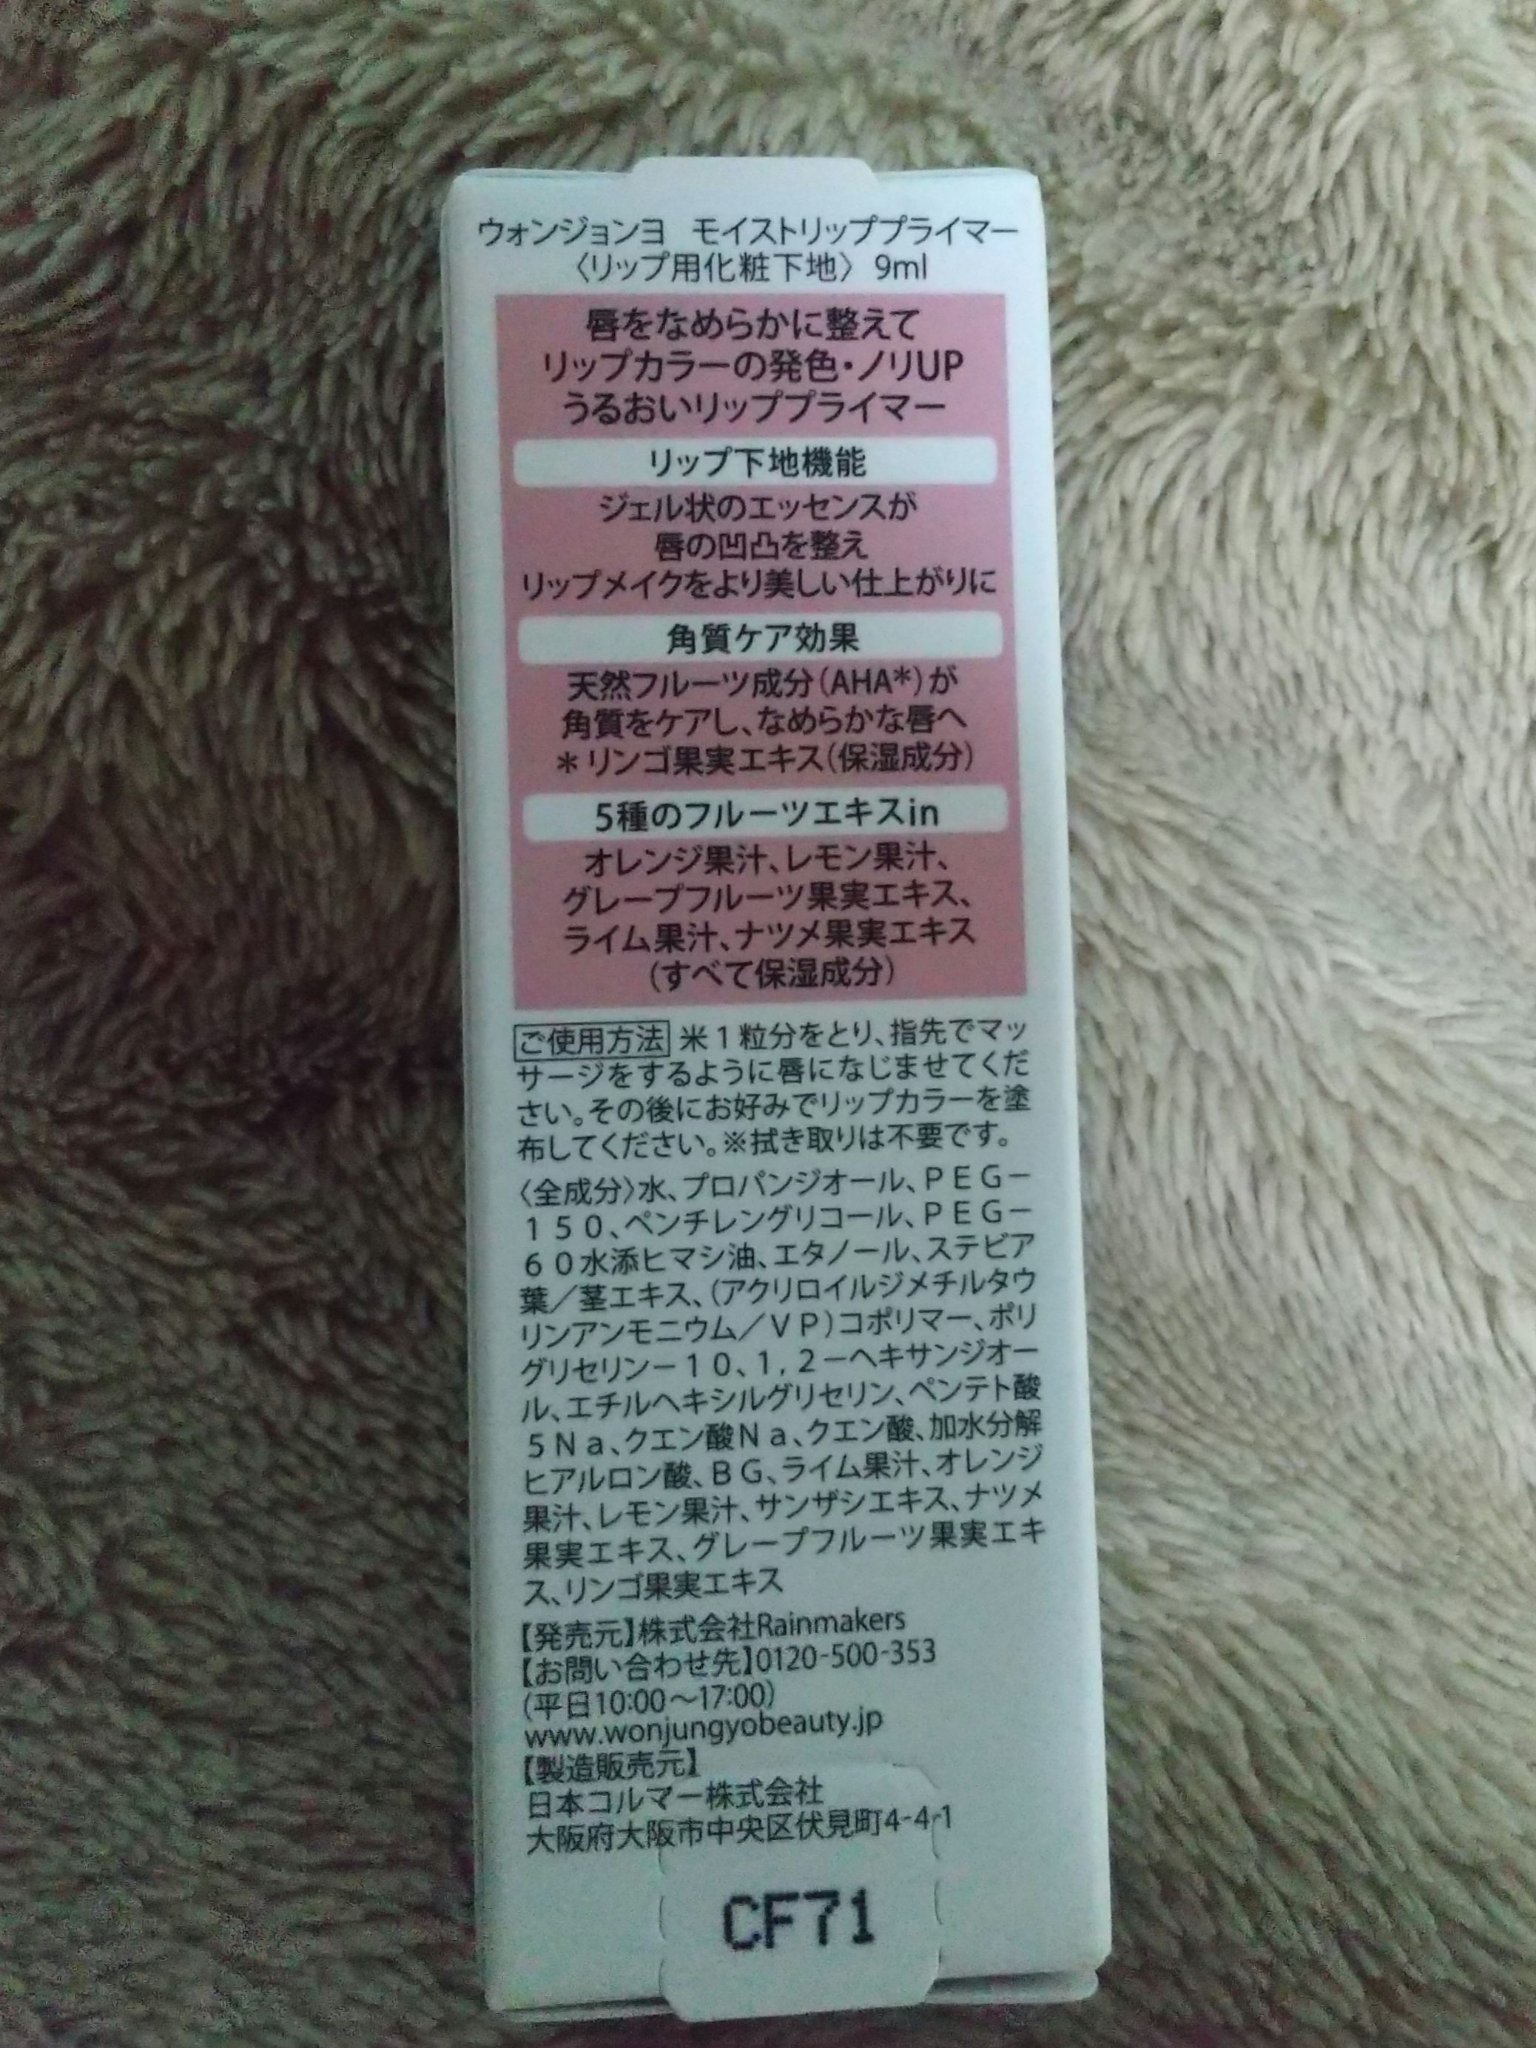 ウォンジョンヨ　モイストリッププライマー
〈リップ用化粧下地〉 9ml
唇をなめらかに整えて
リップカラーの発色・ノリUP
うるおいリッププライマー
リップ下地機能
ジェル状のエッセンスが
唇の凹凸を整え
リップメイクをより美しい仕上がりに
角質ケア効果
天然フルーツ成分(AHA*)が
角質をケアし、なめらかな唇へ
*リンゴ果実エキス(保湿成分)
5種のフルーツエキスin
オレンジ果汁、レモン果汁、
グレープフルーツ果実エキス、
ライム果汁、ナツメ果実エキス
(すべて保湿成分)
ご使用方法 米1粒分をとり、指先でマッ
サージをするように唇になじませてくだ
さい。その後にお好みでリップカラーを塗
布してください。※拭き取りは不要です。
〈全成分〉水、プロパンジオール、PEG－
150、ペンチレングリコール、PEG－
60水添ヒマシ油、エタノール、ステビア
葉／茎エキス、(アクリロイルジメチルタウ
リンアンモニウム／VP)コポリマー、ポリ
グリセリン－10、1,2－ヘキサンジオー
ル、エチルヘキシルグリセリン、ペンテト酸
5Na、クエン酸Na、クエン酸、加水分解
ヒアルロン酸、BG、ライム果汁、オレンジ
果汁、レモン果汁、サンザシエキス、ナツメ
果実エキス、グレープフルーツ果実エキ
ス、リンゴ果実エキス
【発売元】株式会社Rainmakers
【お問い合わせ先】0120-500-353
(平日10:00～17:00)
www.wonjungyobeauty.jp
【製造販売元】
日本コルマー株式会社
大阪府大阪市中央区伏見町4-4-1
CF71